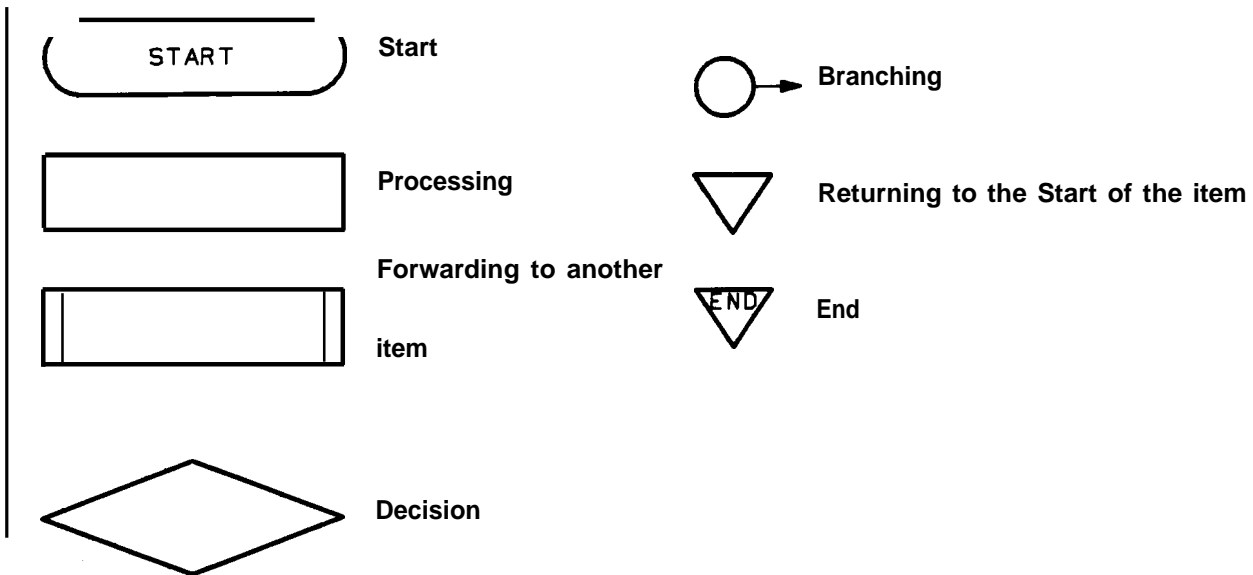 START
Start
Processing
Forwarding to another
item
Decision
Branching
Returning to the Start of the item
END
End